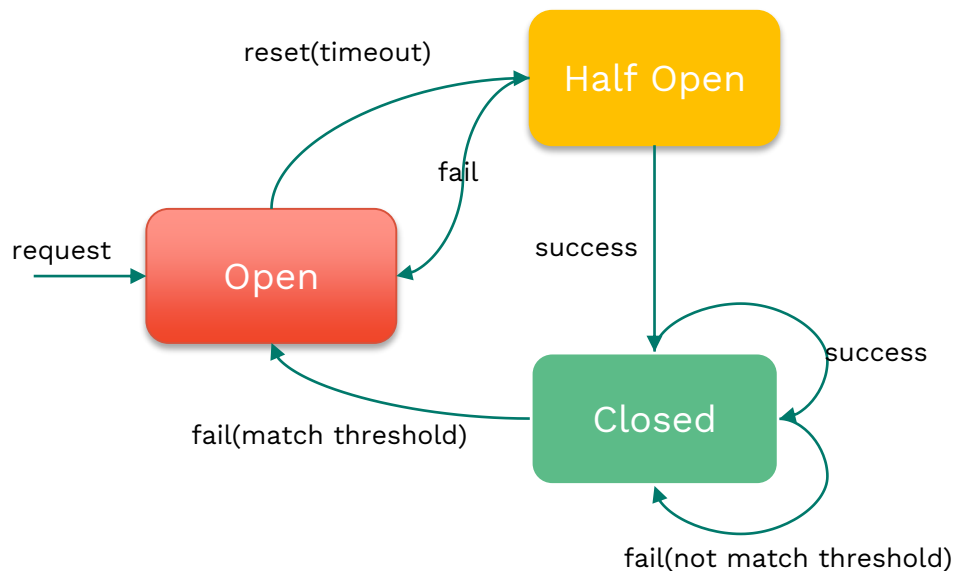 reset(timeout)
Half Open
fail
request
Open
success
success
Closed
fail(match threshold)
fail(not match threshold)